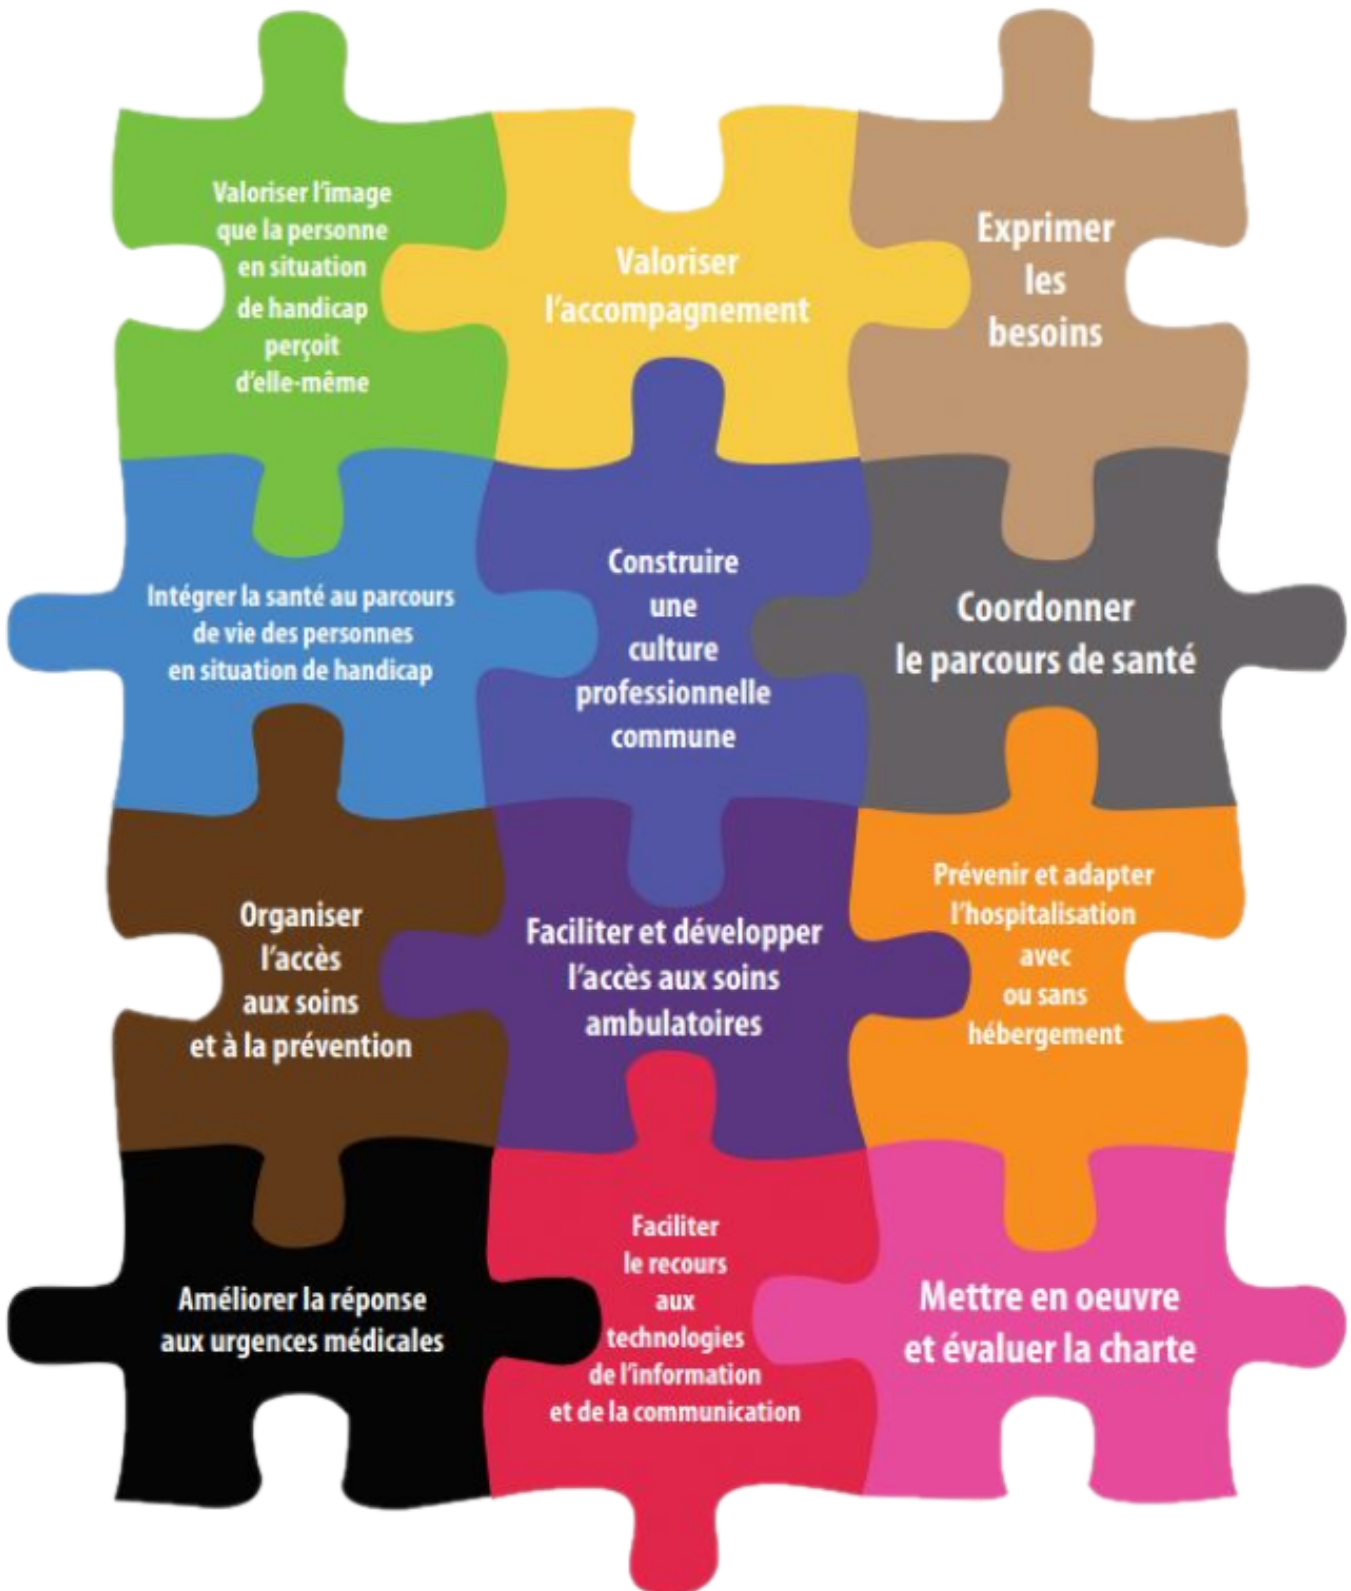 Valoriser l'image
que la personne
en situation
de handicap
perçoit
d'elle-même
Valoriser
l'accompagnement
Exprimer
les
besoins
Intégrer la santé au parcours
de vie des personnes
en situation de handicap
Construire
une
culture
professionnelle
commune
Coordonner
le parcours de santé
Organiser
l'accès
aux soins
et à la prévention
Faciliter et développer
l'accès aux soins
ambulatoires
Prévenir et adapter
l'hospitalisation
avec
ou sans
hébergement
Améliorer la réponse
aux urgences médicales
Faciliter
le recours
aux
technologies
de l'information
et de la communication
Mettre en oeuvre
et évaluer la charte